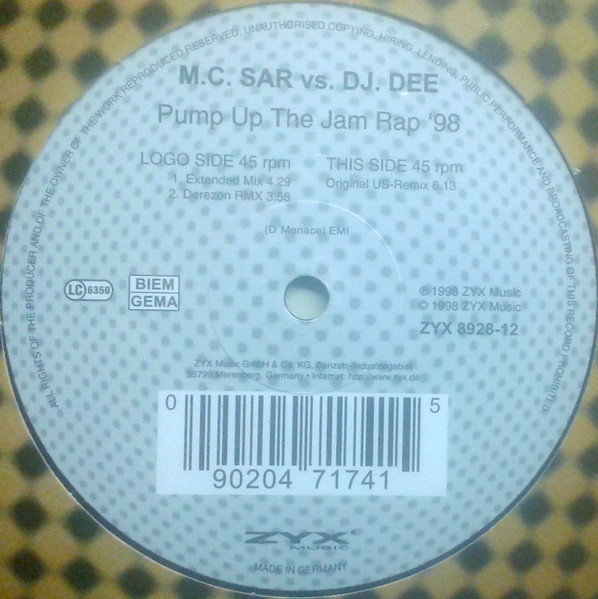 ALL RIGHTS OF THE PRODUCER AND OF THE OWNER OF THE WORK REPRODUCED RESERVED. UNAUTHORISED COPYING, HIRING, LENDING, PUBLIC PERFORMANCE AND BROADCASTING OF THIS RECORD PROHIBITED
M.C. SAR vs. DJ. DEE
Pump Up The Jam Rap '98
LOGO SIDE 45 rpm
1. Extended Mix 4.29
2. Derezon RMX 3.58
THIS SIDE 45 rpm
Original US-Remix 6.13
(D' Menace) EMI
LC 6350
BIEM
GEMA
℗ 1998 ZYX Music
© 1998 ZYX Music
ZYX 8928-12
ZYX Music GmbH & Co. KG, Benzstr.-Industriegebiet
35799 Merenberg, Germany • Internet: http://www.zyx.de
0 90204 71741 5
ZYX
MUSIC
MADE IN GERMANY